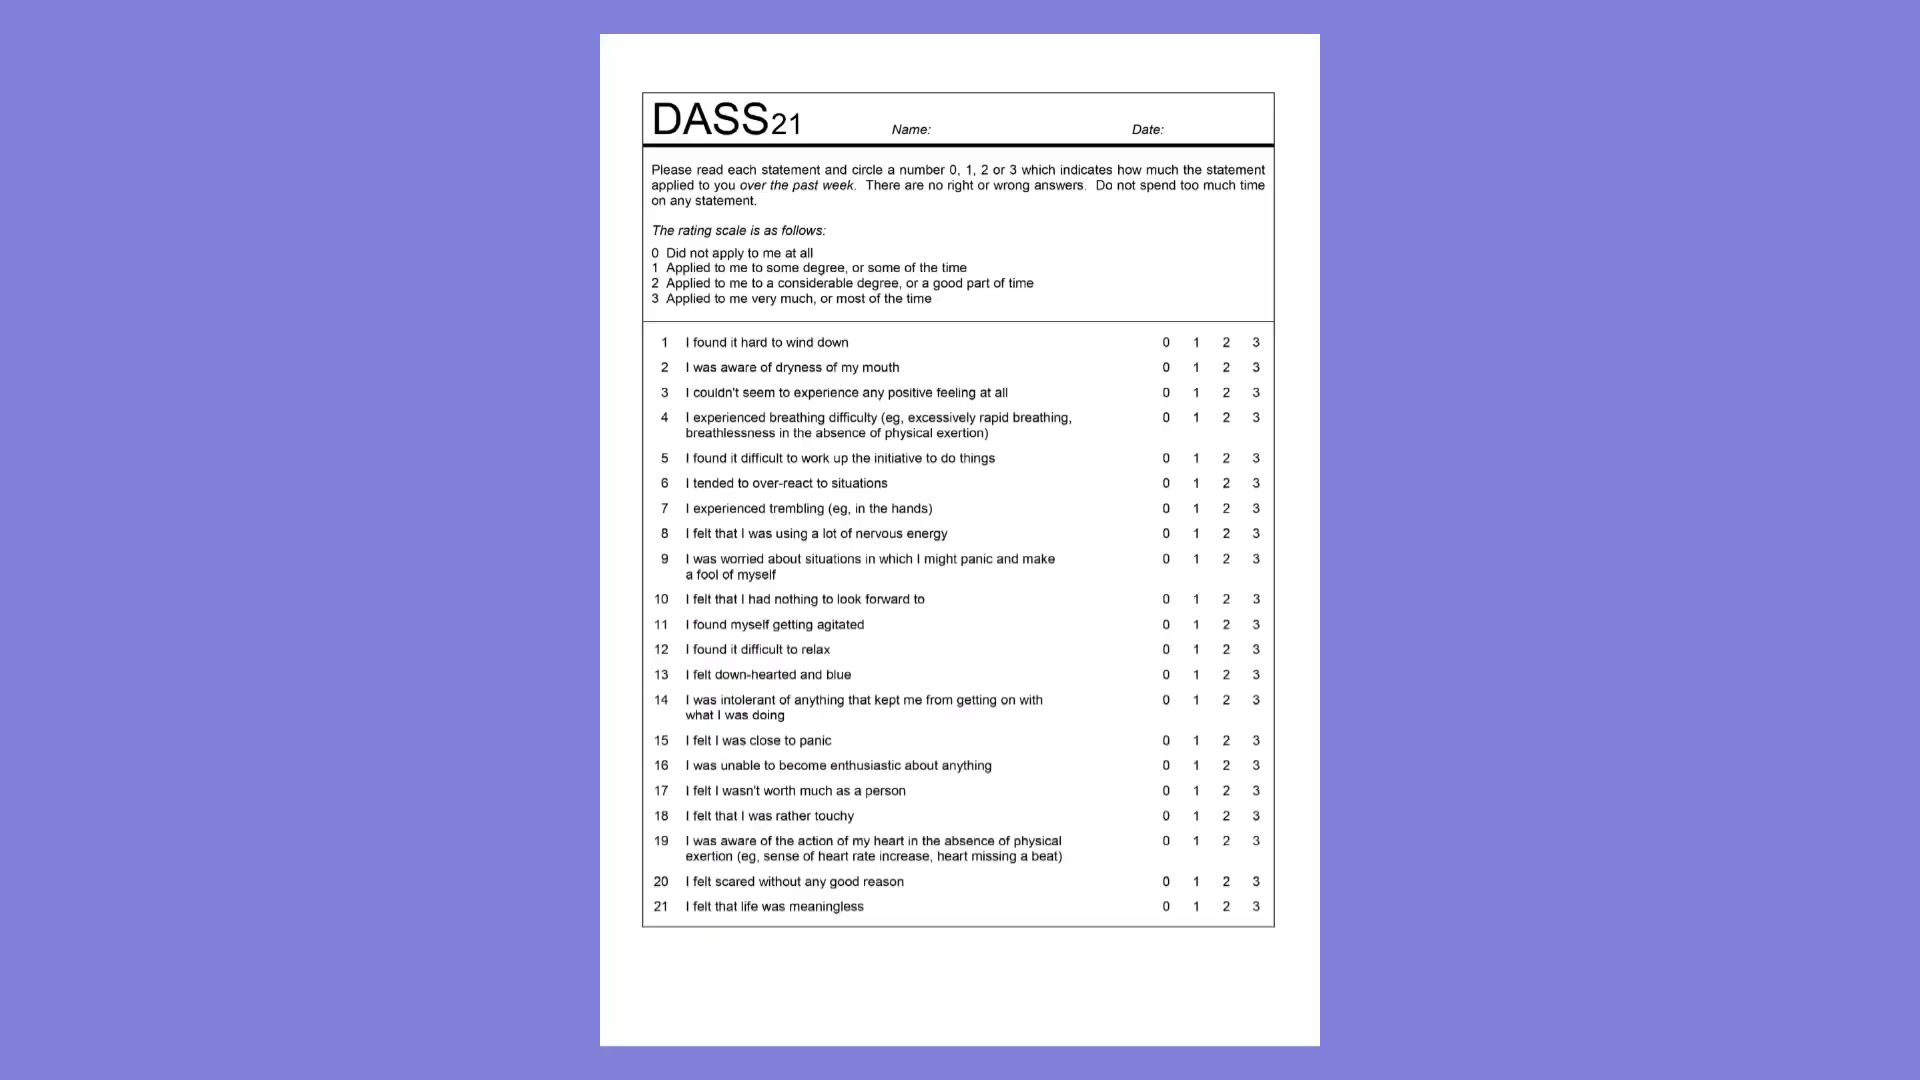 DASS21 Name: Date:
Please read each statement and circle a number 0, 1, 2 or 3 which indicates how much the statement
applied to you over the past week. There are no right or wrong answers. Do not spend too much time
on any statement.
The rating scale is as follows:
0 Did not apply to me at all
1 Applied to me to some degree, or some of the time
2 Applied to me to a considerable degree, or a good part of time
3 Applied to me very much, or most of the time
1 I found it hard to wind down 0 1 2 3
2 I was aware of dryness of my mouth 0 1 2 3
3 I couldn't seem to experience any positive feeling at all 0 1 2 3
4 I experienced breathing difficulty (eg, excessively rapid breathing, 0 1 2 3
breathlessness in the absence of physical exertion)
5 I found it difficult to work up the initiative to do things 0 1 2 3
6 I tended to over-react to situations 0 1 2 3
7 I experienced trembling (eg, in the hands) 0 1 2 3
8 I felt that I was using a lot of nervous energy 0 1 2 3
9 I was worried about situations in which I might panic and make 0 1 2 3
a fool of myself
10 I felt that I had nothing to look forward to 0 1 2 3
11 I found myself getting agitated 0 1 2 3
12 I found it difficult to relax 0 1 2 3
13 I felt down-hearted and blue 0 1 2 3
14 I was intolerant of anything that kept me from getting on with 0 1 2 3
what I was doing
15 I felt I was close to panic 0 1 2 3
16 I was unable to become enthusiastic about anything 0 1 2 3
17 I felt I wasn't worth much as a person 0 1 2 3
18 I felt that I was rather touchy 0 1 2 3
19 I was aware of the action of my heart in the absence of physical 0 1 2 3
exertion (eg, sense of heart rate increase, heart missing a beat)
20 I felt scared without any good reason 0 1 2 3
21 I felt that life was meaningless 0 1 2 3